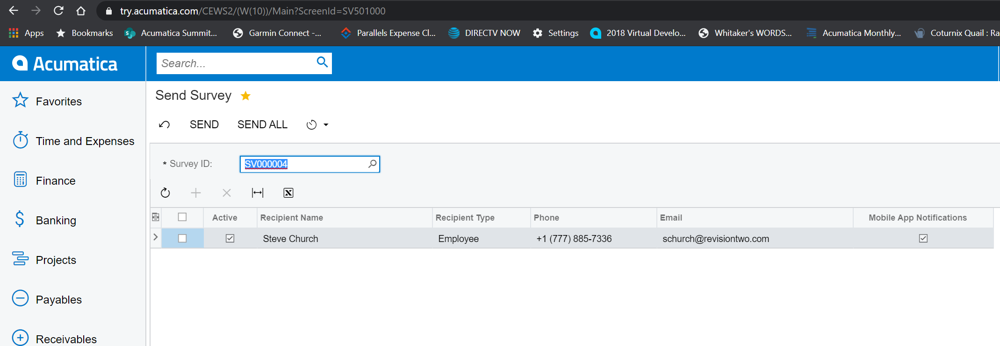 try.acumatica.com/CEWS2/(W(10))/Main?ScreenId=SV501000
Apps Bookmarks Acumatica Summit... Garmin Connect -... Parallels Expense Cl... DIRECTV NOW Settings 2018 Virtual Develo... Whitaker's WORDS... Acumatica Monthly... Coturnix Quail : Ra
Acumatica Search...
Send Survey
Favorites
SEND SEND ALL
Time and Expenses
* Survey ID: SV000004
Finance
Active Recipient Name Recipient Type Phone Email Mobile App Notifications
Banking
Steve Church Employee +1 (777) 885-7336 schurch@revisiontwo.com
Projects
Payables
Receivables